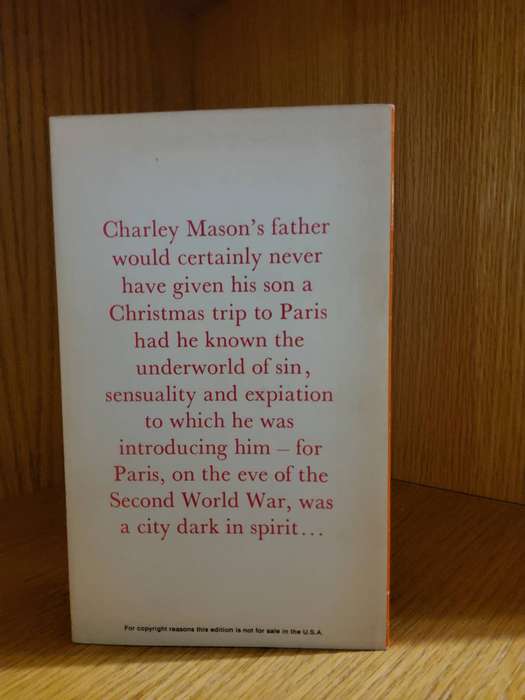 Charley Mason's father
would certainly never
have given his son a
Christmas trip to Paris
had he known the
underworld of sin,
sensuality and expiation
to which he was
introducing him – for
Paris, on the eve of the
Second World War, was
a city dark in spirit...
For copyright reasons this edition is not for sale in the U.S.A.